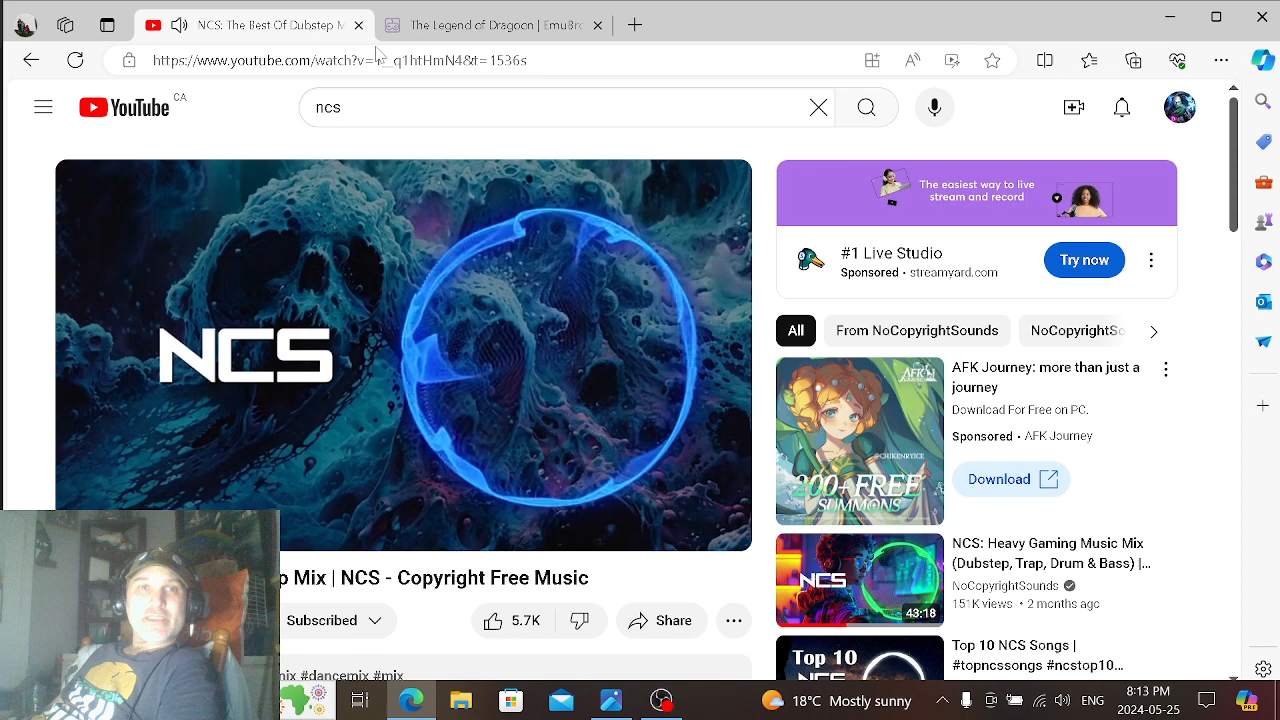 NCS: The Best Of Dubstep M
The Legend of Dragoon | EmuBc
https://www.youtube.com/watch?v=
q1htHmN4&t=1536s
YouTube CA
ncs
NCS
The easiest way to live
stream and record
#1 Live Studio
Sponsored · streamyard.com
Try now
All
From NoCopyrightSounds
NoCopyrightSo
AFK Journey: more than just a
journey
Download For Free on PC.
Sponsored · AFK Journey
Download
@CHIKENRYICE
200+FREE
SUMMONS
NCS: Heavy Gaming Music Mix
(Dubstep, Trap, Drum & Bass) |...
NoCopyrightSounds
151K views · 2 months ago
NCS
43:18
p Mix | NCS - Copyright Free Music
Subscribed
5.7K
Share
Top 10
Top 10 NCS Songs |
#topncssongs #ncstop10...
mix #dancemix #mix
18°C Mostly sunny
ENG
8:13 PM
2024-05-25
PRE